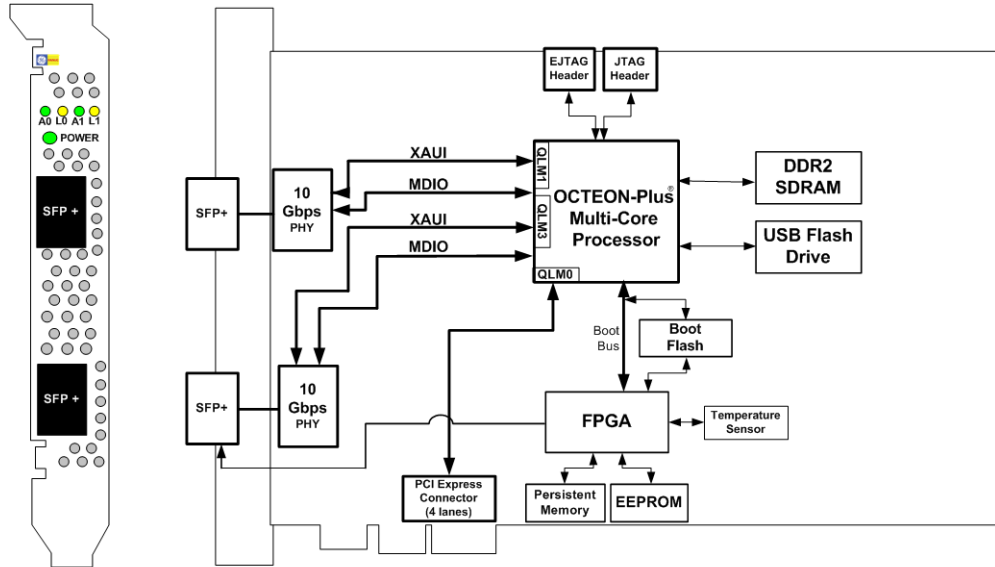 A0 L0 A1 L1
POWER
SFP +
SFP +
EJTAG
Header
JTAG
Header
XAUI
MDIO
XAUI
MDIO
SFP+
10
Gbps
PHY
QLM1
QLM3
QLM0
OCTEON-Plus®
Multi-Core
Processor
DDR2
SDRAM
USB Flash
Drive
Boot
Bus
Boot
Flash
SFP+
10
Gbps
PHY
FPGA
Temperature
Sensor
PCI Express
Connector
(4 lanes)
Persistent
Memory
EEPROM